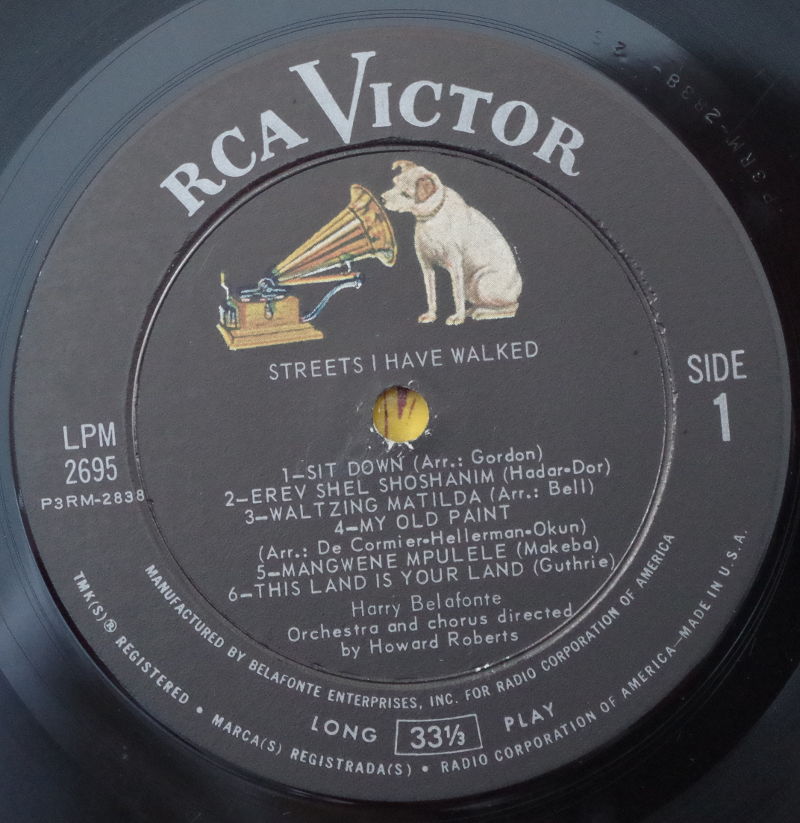 RCA VICTOR
STREETS I HAVE WALKED
SIDE
1
LPM
2695
P3RM-2838
1-SIT DOWN (Arr.: Gordon)
2-EREV SHEL SHOSHANIM (Hadar-Dor)
3-WALTZING MATILDA (Arr.: Bell)
4-MY OLD PAINT
(Arr.: De Cormier-Hellerman-Okun)
5-MANGWENE MPULELE (Makeba)
6-THIS LAND IS YOUR LAND (Guthrie)
Harry Belafonte
Orchestra and chorus directed
by Howard Roberts
MANUFACTURED BY BELAFONTE ENTERPRISES, INC. FOR RADIO CORPORATION OF AMERICA
LONG 33⅓ PLAY
TMK(S) ® REGISTERED • MARCA(S) REGISTRADA(S) • RADIO CORPORATION OF AMERICA—MADE IN U.S.A.
P3RM-2838-